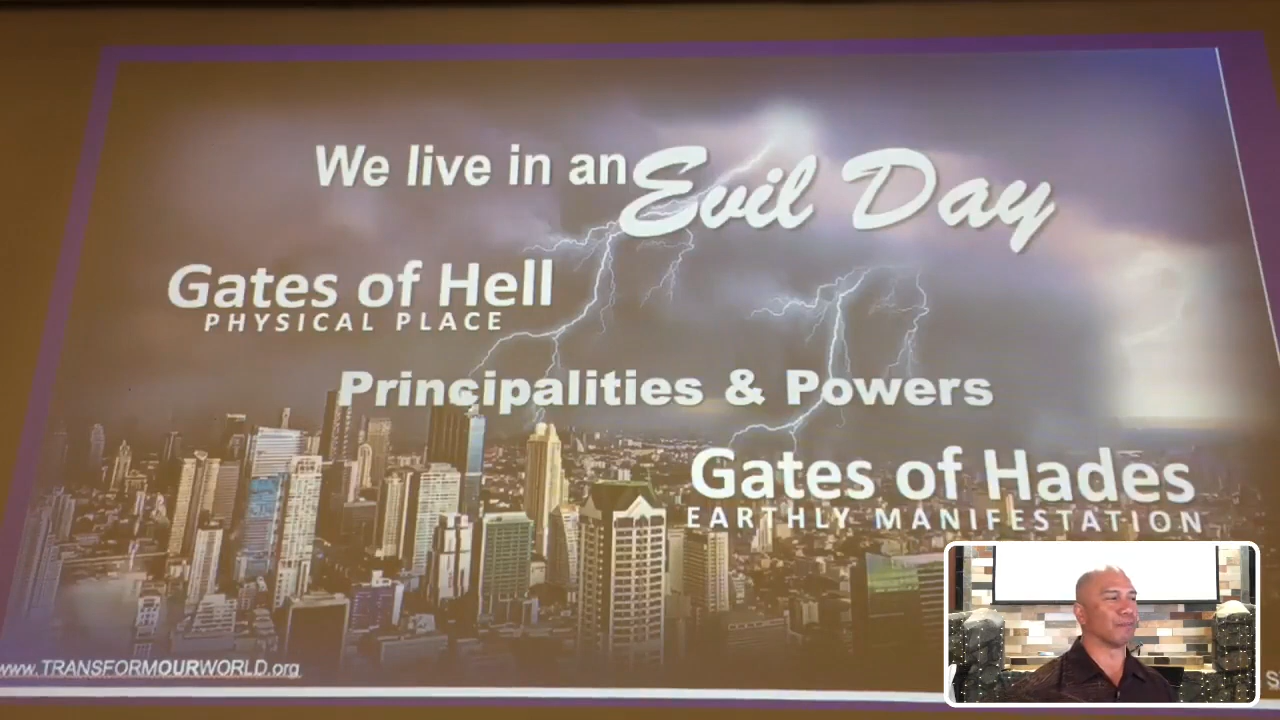 We live in an Evil Day
Gates of Hell
PHYSICAL PLACE
Principalities & Powers
Gates of Hades
EARTHLY MANIFESTATION
www.TRANSFORMOURWORLD.org